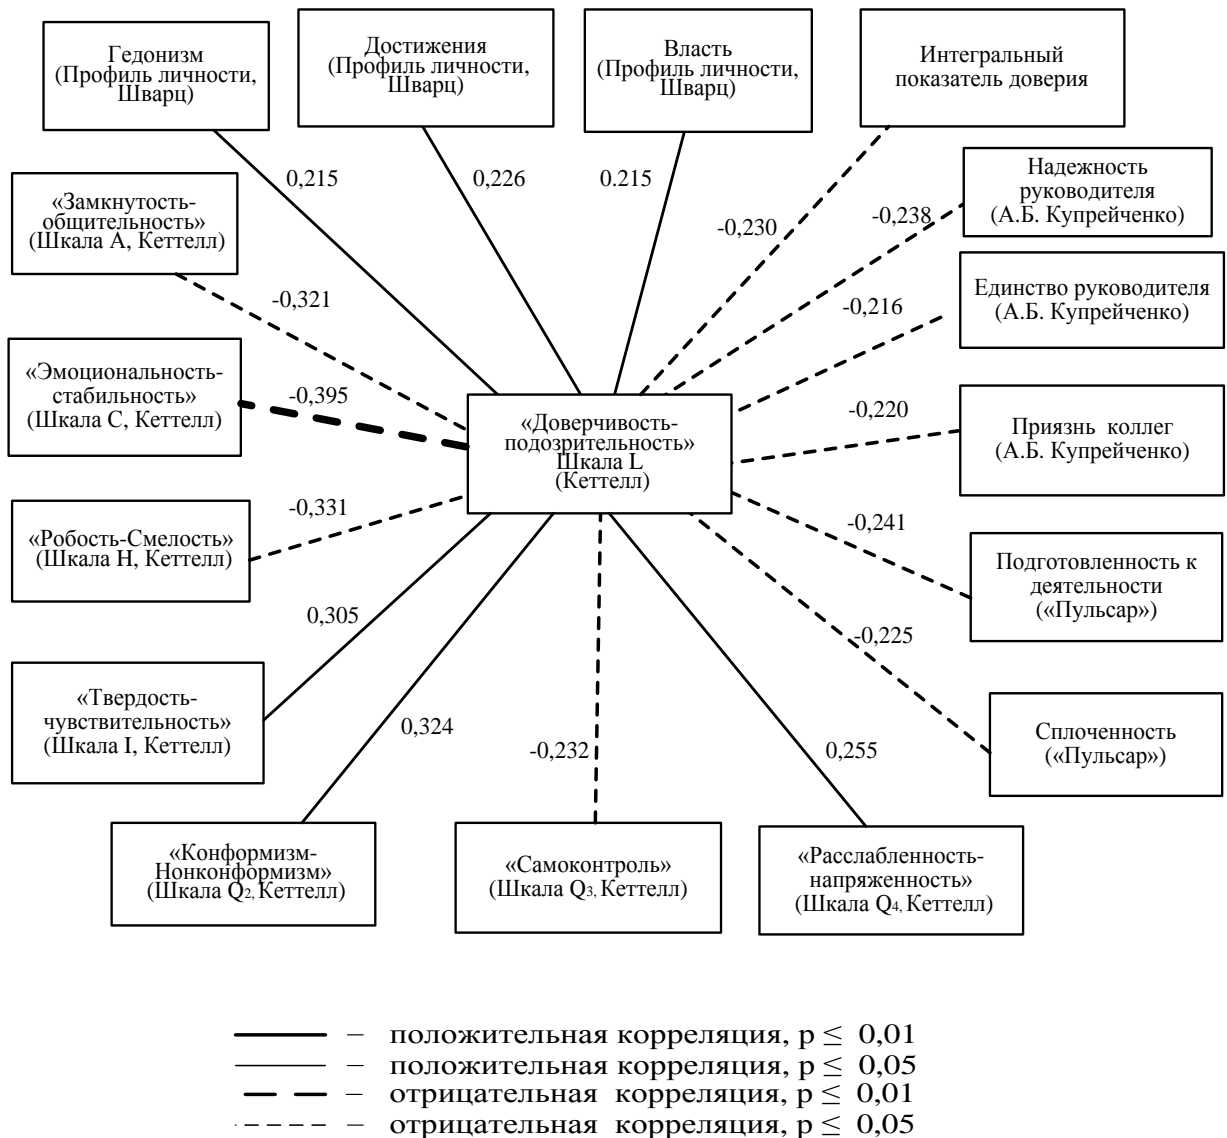 Гедонизм
(Профиль личности,
Шварц)
Достижения
(Профиль личности,
Шварц)
Власть
(Профиль личности,
Шварц)
Интегральный
показатель доверия
0,215
0,226
0.215
-0,230
-0,238
Надежность
руководителя
(А.Б. Купрейченко)
«Замкнутость-
общительность»
(Шкала А, Кеттелл)
-0,321
-0,216
Единство руководителя
(А.Б. Купрейченко)
«Эмоциональность-
стабильность»
(Шкала С, Кеттелл)
-0,395
«Доверчивость-
подозрительность»
Шкала L
(Кеттелл)
-0,220
Приязнь коллег
(А.Б. Купрейченко)
«Робость-Смелость»
(Шкала Н, Кеттелл)
-0,331
-0,241
Подготовленность к
деятельности
(«Пульсар»)
0,305
-0,225
«Твердость-
чувствительность»
(Шкала I, Кеттелл)
0,324
-0,232
0,255
Сплоченность
(«Пульсар»)
«Конформизм-
Нонконформизм»
(Шкала Q2, Кеттелл)
«Самоконтроль»
(Шкала Q3, Кеттелл)
«Расслабленность-
напряженность»
(Шкала Q4, Кеттелл)
– положительная корреляция, p ≤ 0,01
– положительная корреляция, p ≤ 0,05
– отрицательная корреляция, p ≤ 0,01
– отрицательная корреляция, p ≤ 0,05